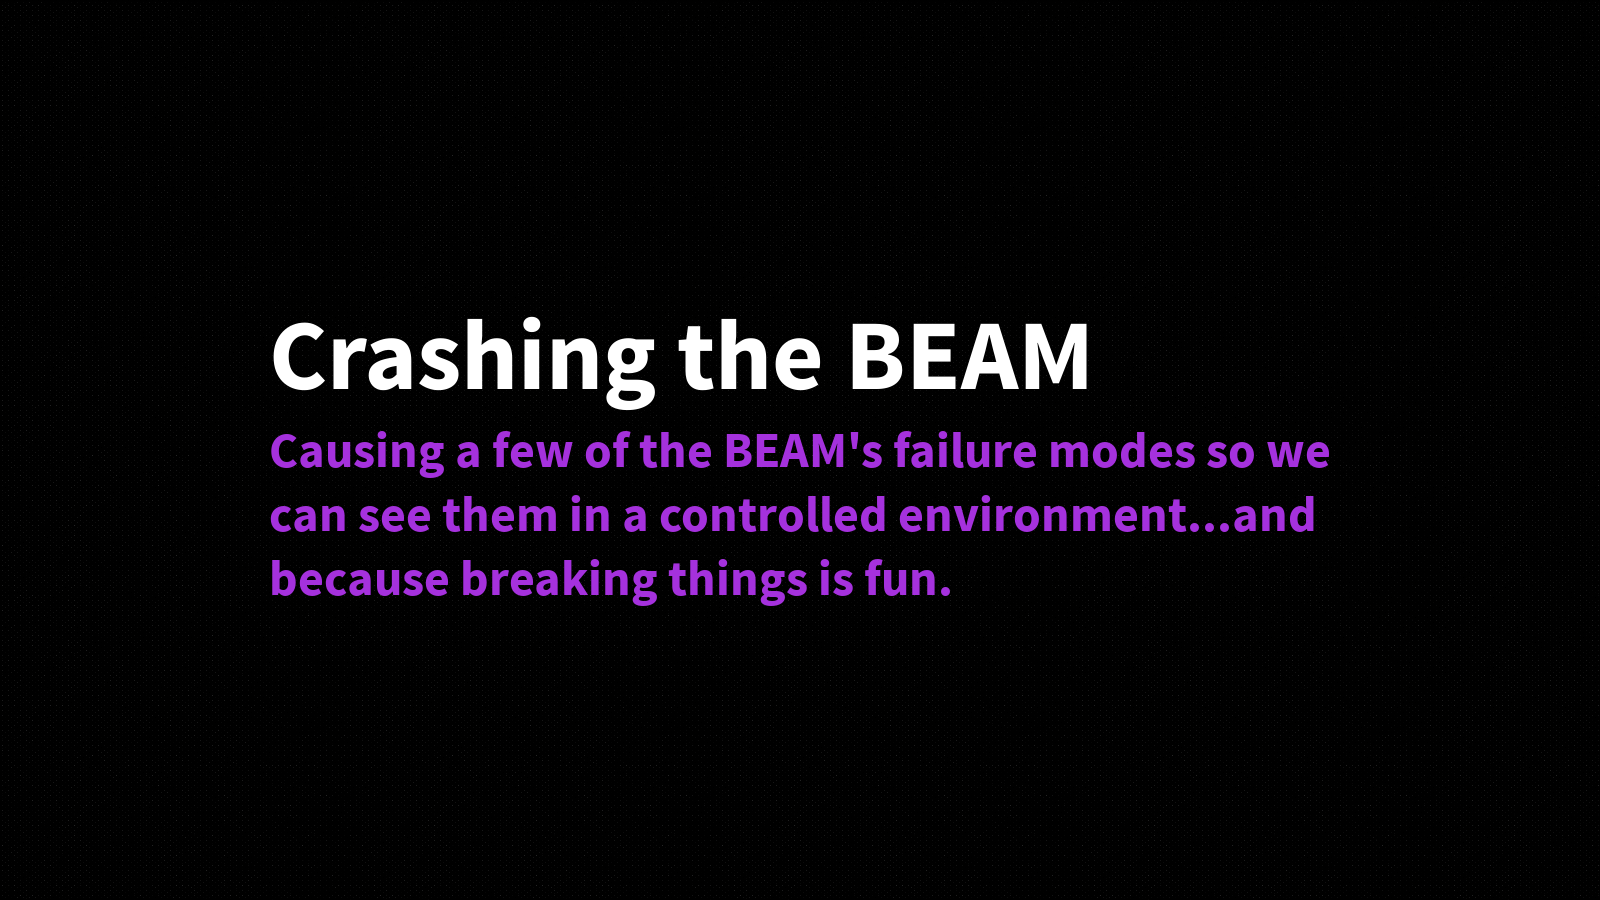 Crashing the BEAM
Causing a few of the BEAM's failure modes so we
can see them in a controlled environment...and
because breaking things is fun.